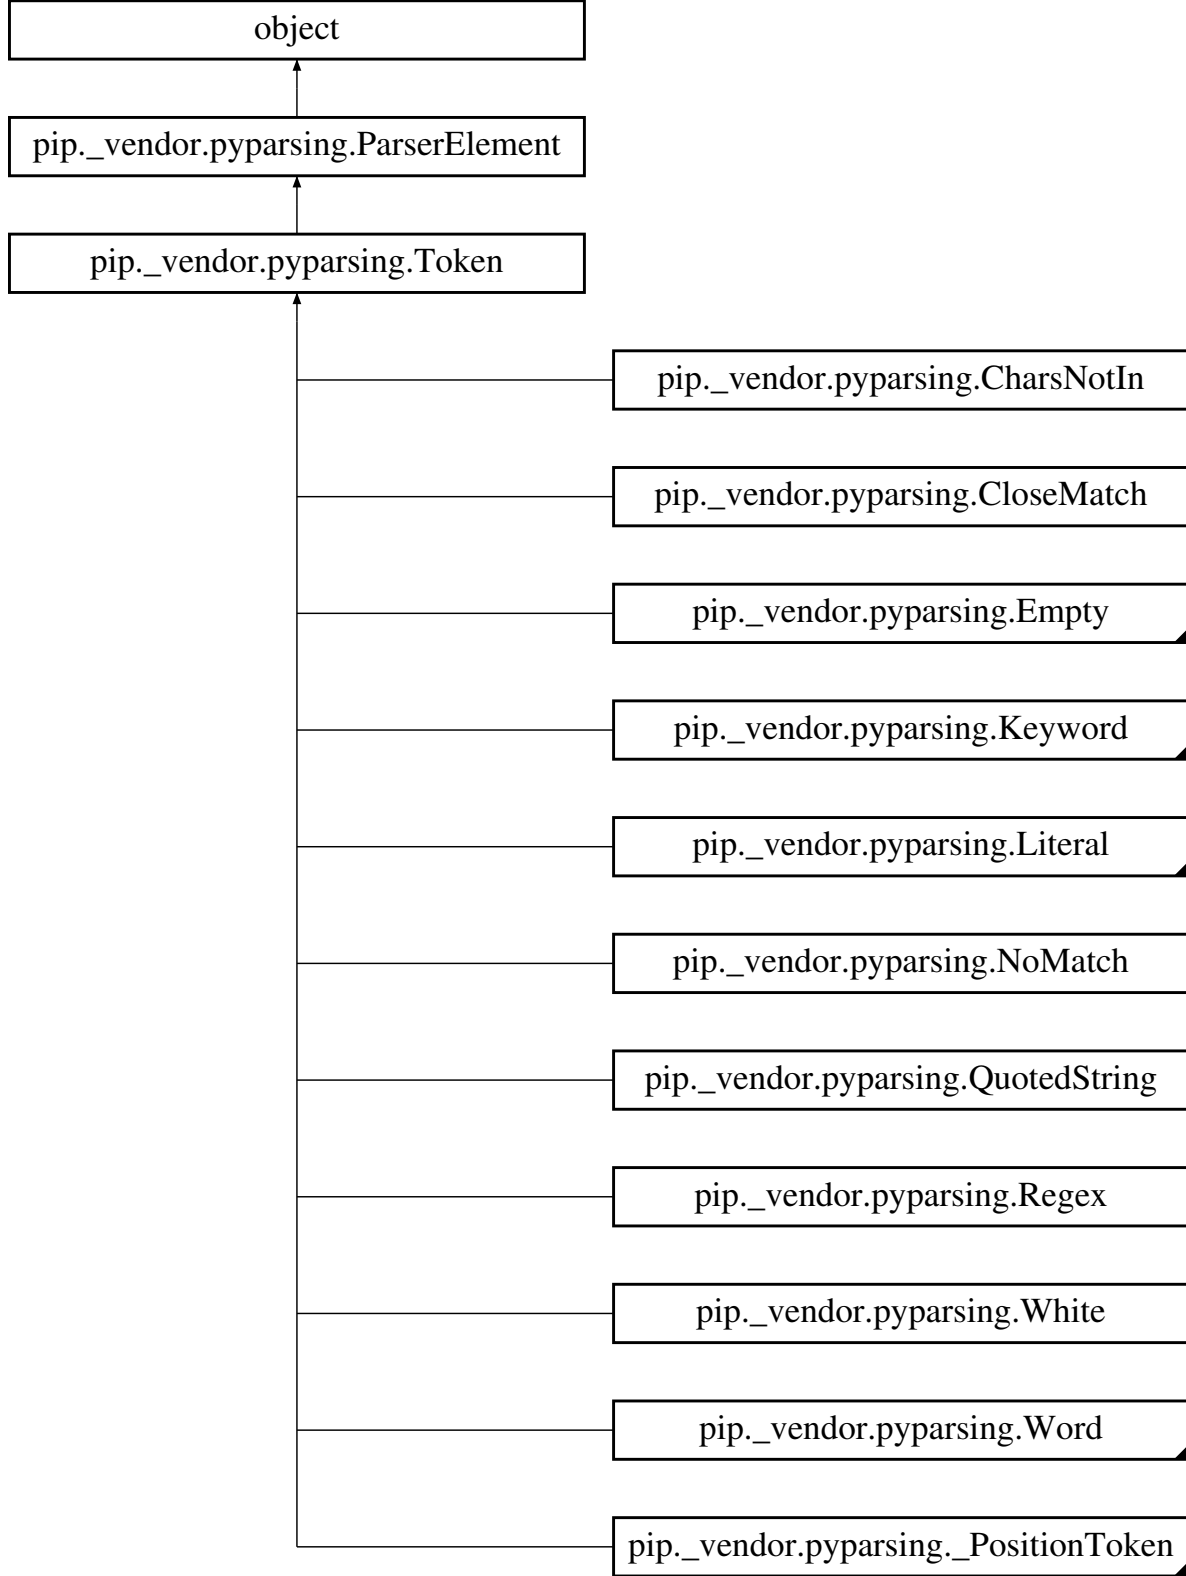 object
pip._vendor.pyparsing.ParserElement
pip._vendor.pyparsing.Token
pip._vendor.pyparsing.CharsNotIn
pip._vendor.pyparsing.CloseMatch
pip._vendor.pyparsing.Empty
pip._vendor.pyparsing.Keyword
pip._vendor.pyparsing.Literal
pip._vendor.pyparsing.NoMatch
pip._vendor.pyparsing.QuotedString
pip._vendor.pyparsing.Regex
pip._vendor.pyparsing.White
pip._vendor.pyparsing.Word
pip._vendor.pyparsing._PositionToken